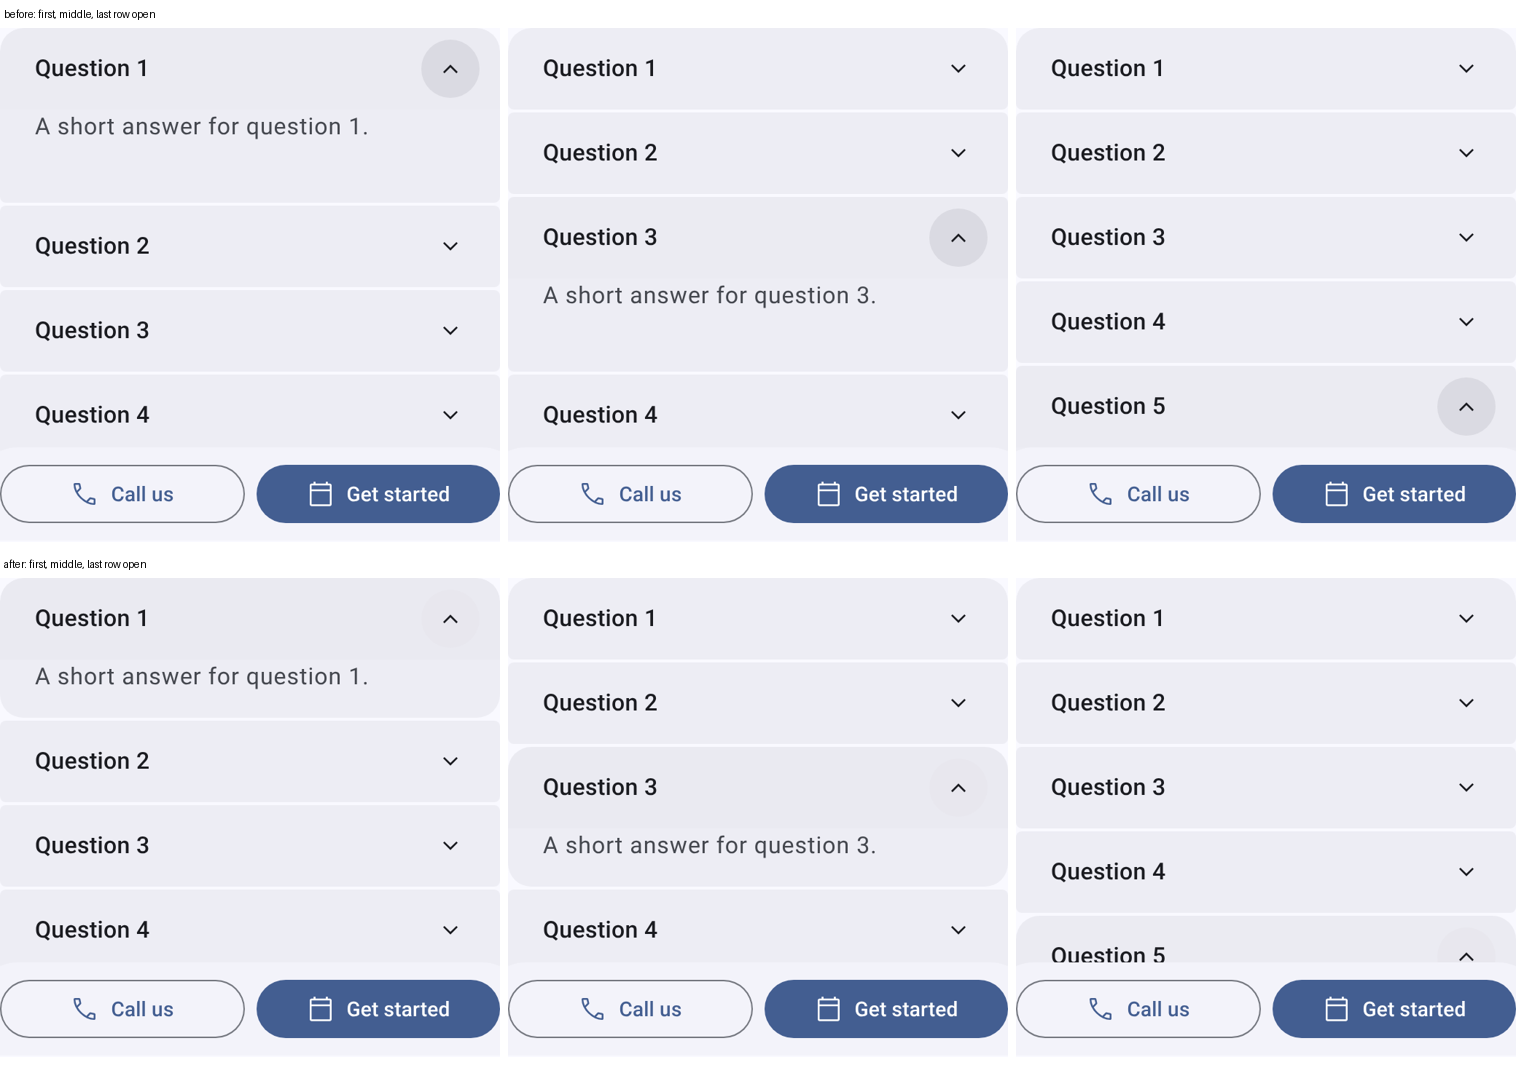 before: first, middle, last row open
Question 1
A short answer for question 1.
Question 2
Question 3
Question 4
Call us
Get started
Question 1
Question 2
Question 3
A short answer for question 3.
Question 4
Call us
Get started
Question 1
Question 2
Question 3
Question 4
Question 5
Call us
Get started
after: first, middle, last row open
Question 1
A short answer for question 1.
Question 2
Question 3
Question 4
Call us
Get started
Question 1
Question 2
Question 3
A short answer for question 3.
Question 4
Call us
Get started
Question 1
Question 2
Question 3
Question 4
Question 5
Call us
Get started